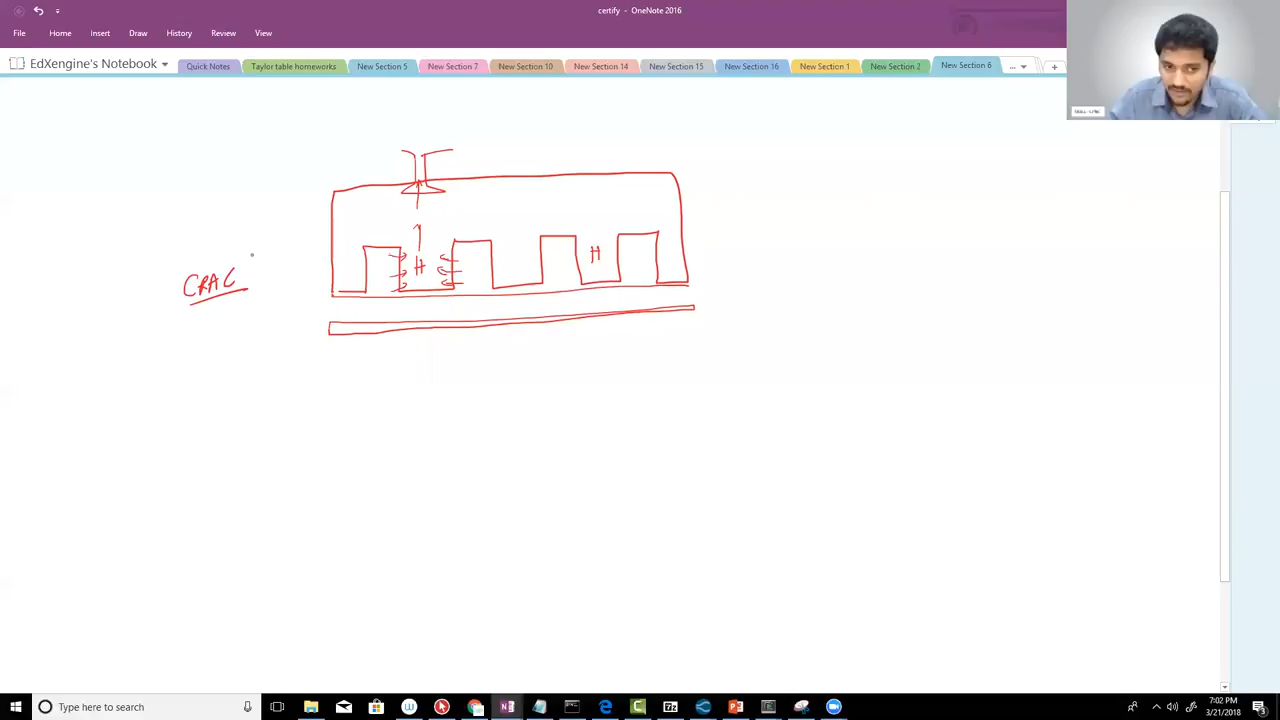 certify - OneNote 2016
File Home Insert Draw History Review View
EdXengine's Notebook
Quick Notes Taylor table homeworks New Section 5 New Section 7 New Section 10 New Section 14 New Section 15 New Section 16 New Section 1 New Section 2 New Section 6 ...
H
H
CRAC
Type here to search
7:02 PM
3/21/2018